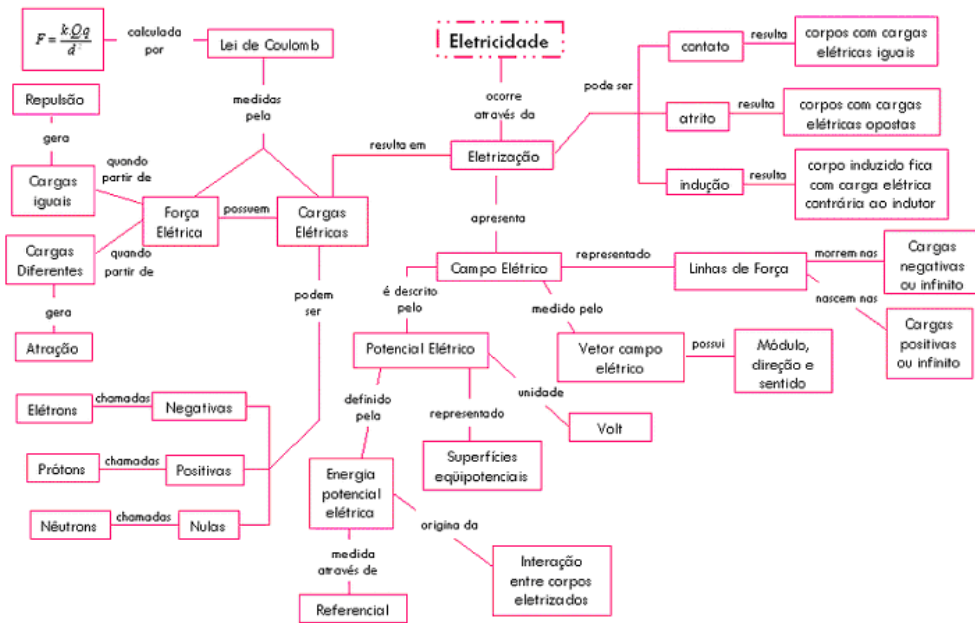 F = k.Q.q
d²
calculada
por
Lei de Coulomb
Eletricidade
contato
resulta
corpos com cargas
elétricas iguais
Repulsão
medidas
pela
ocorre
através da
pode ser
atrito
resulta
corpos com cargas
elétricas opostas
gera
quando
partir de
resulta em
Eletrização
Cargas
iguais
indução
resulta
corpo induzido fica
com carga elétrica
contrária ao indutor
Força
Elétrica
possuem
Cargas
Elétricas
apresenta
Cargas
Diferentes
quando
partir de
Campo Elétrico
representado
Linhas de Força
morrem nas
Cargas
negativas
ou infinito
nascem nas
Cargas
positivas
ou infinito
gera
Atração
podem
ser
é descrito
pelo
medido pelo
Potencial Elétrico
Vetor campo
elétrico
possui
Módulo,
direção e
sentido
Elétrons
chamadas
Negativas
definido
pela
representado
unidade
Volt
Prótons
chamadas
Positivas
Energia
potencial
elétrica
Superfícies
eqüipotenciais
Nêutrons
chamadas
Nulas
origina da
Interação
entre corpos
eletrizados
medida
através de
Referencial